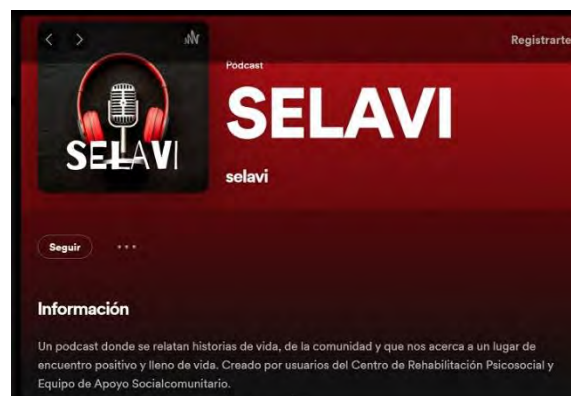 Registrarte
Pódcast
SELAVI
SELAVI
selavi
Seguir
Información
Un podcast donde se relatan historias de vida, de la comunidad y que nos acerca a un lugar de
encuentro positivo y lleno de vida. Creado por usuarios del Centro de Rehabilitación Psicosocial y
Equipo de Apoyo Socialcomunitario.